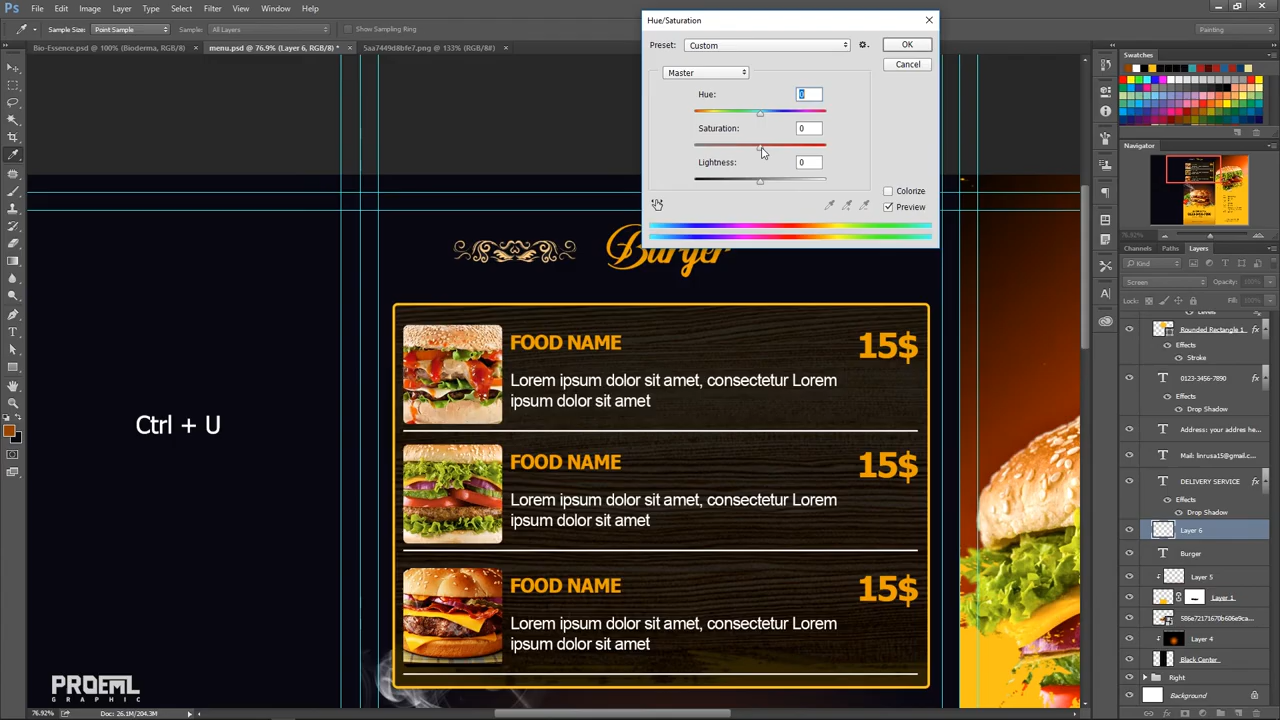 Ps File Edit Image Layer Type Select Filter 3D View Window Help
Sample Size: Point Sample Sample: All Layers Show Sampling Ring Painting
Bio-Essence.psd @ 100% (Bioderma, RGB/8) × menu.psd @ 76.9% (Layer 6, RGB/8) * × 5aa7449d8bfe7.png @ 133% (RGB/8#) ×
Hue/Saturation
Preset: Custom OK
Cancel
Master
Hue: 0
Saturation: 0
Lightness: 0
Colorize
Preview
Burger
FOOD NAME 15$
Lorem ipsum dolor sit amet, consectetur Lorem
ipsum dolor sit amet
FOOD NAME 15$
Lorem ipsum dolor sit amet, consectetur Lorem
ipsum dolor sit amet
FOOD NAME 15$
Lorem ipsum dolor sit amet, consectetur Lorem
ipsum dolor sit amet
Ctrl + U
PROEML
GRAPHIC
76.92% Doc: 26.1M/204.3M
Swatches
Navigator
76.92%
Channels Paths Layers
Kind
Screen Opacity:
Lock: Fill:
Levels
Rounded Rectangle 1 fx
Effects
Stroke
0123-3456-7890 fx
Effects
Drop Shadow
Address: your addres he...
Mail: linrusa15@gmail.c...
DELIVERY SERVICE fx
Effects
Drop Shadow
Layer 6
Burger
Layer 5
Layer 1
586e72171670b606e9ca...
Layer 4
Black Center
Right
Background